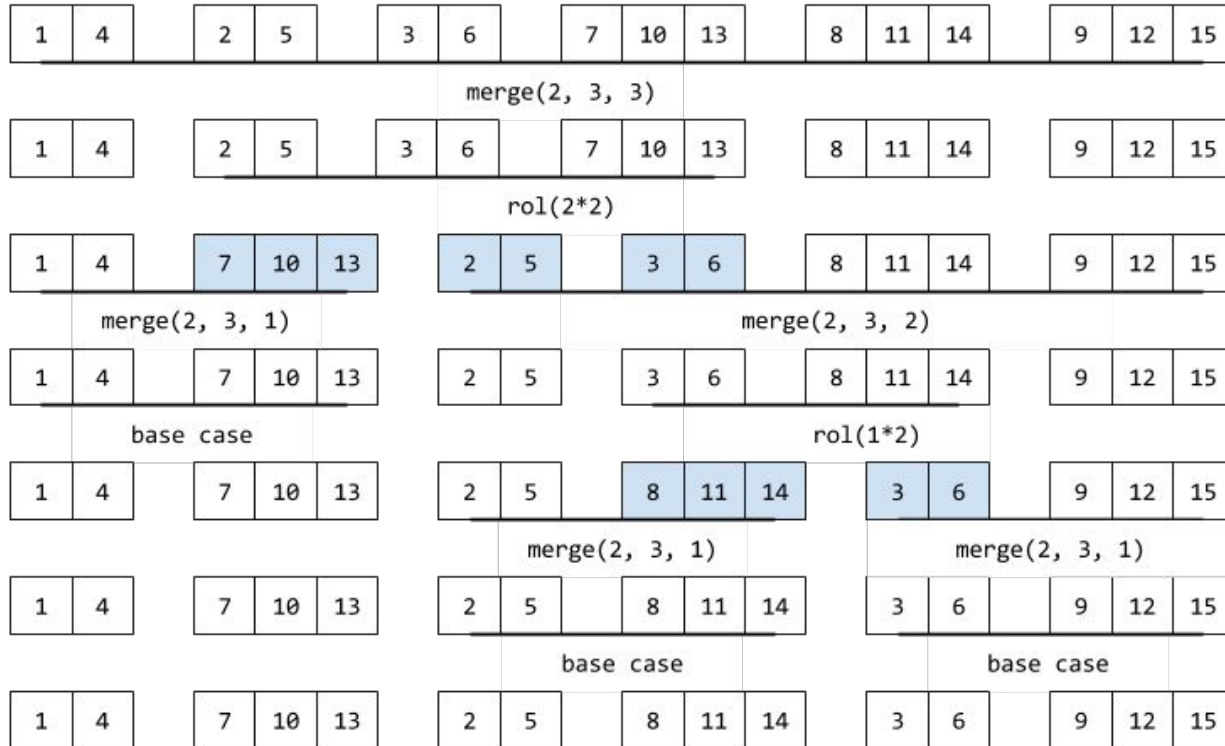 1 4 2 5 3 6 7 10 13 8 11 14 9 12 15
merge(2, 3, 3)
1 4 2 5 3 6 7 10 13 8 11 14 9 12 15
rol(2*2)
1 4 7 10 13 2 5 3 6 8 11 14 9 12 15
merge(2, 3, 1) merge(2, 3, 2)
1 4 7 10 13 2 5 3 6 8 11 14 9 12 15
base case rol(1*2)
1 4 7 10 13 2 5 8 11 14 3 6 9 12 15
merge(2, 3, 1) merge(2, 3, 1)
1 4 7 10 13 2 5 8 11 14 3 6 9 12 15
base case base case
1 4 7 10 13 2 5 8 11 14 3 6 9 12 15